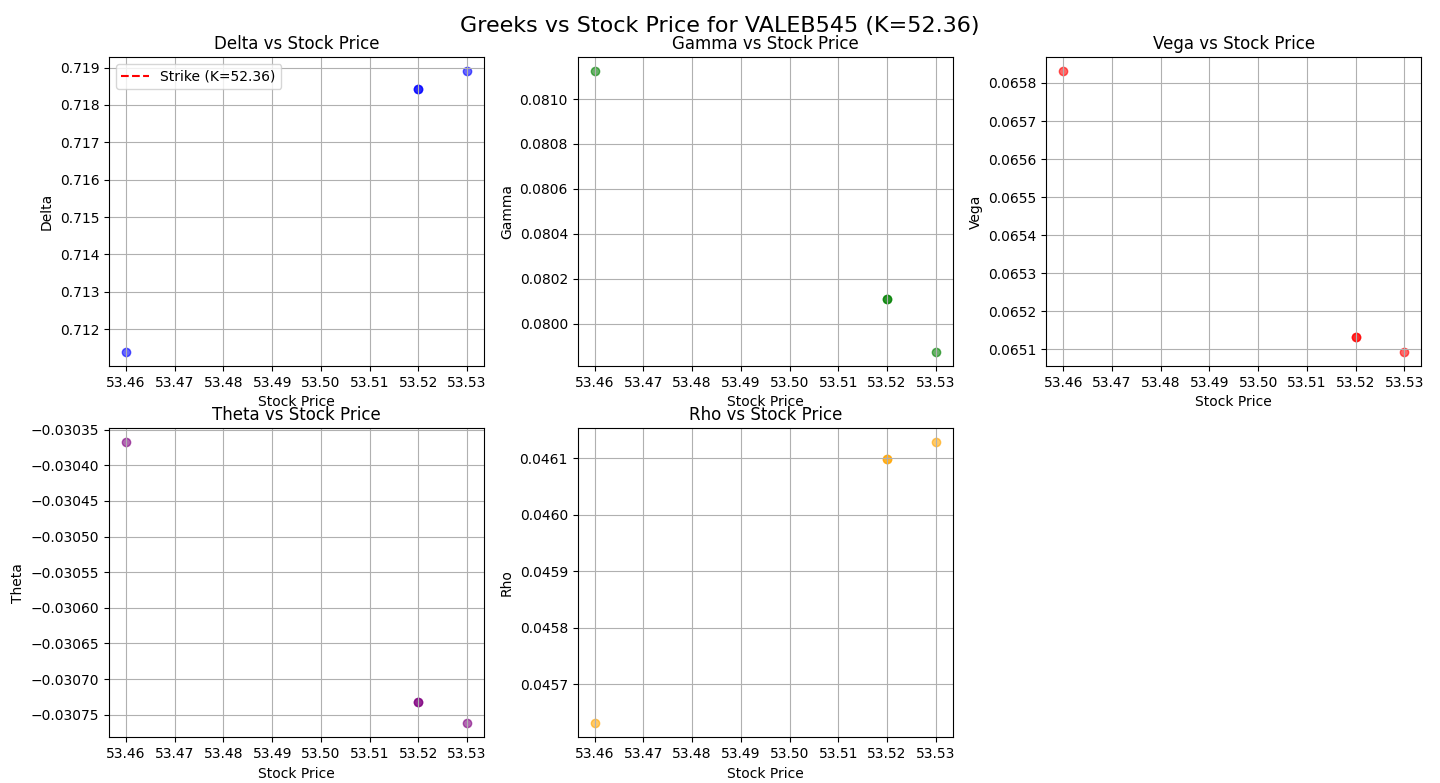 Greeks vs Stock Price for VALEB545 (K=52.36)
Delta vs Stock Price
Strike (K=52.36)
0.719
0.718
0.717
0.716
0.715
0.714
0.713
0.712
Delta
53.46 53.47 53.48 53.49 53.50 53.51 53.52 53.53
Stock Price
Gamma vs Stock Price
0.0810
0.0808
0.0806
0.0804
0.0802
0.0800
Gamma
53.46 53.47 53.48 53.49 53.50 53.51 53.52 53.53
Stock Price
Vega vs Stock Price
0.0658
0.0657
0.0656
0.0655
0.0654
0.0653
0.0652
0.0651
Vega
53.46 53.47 53.48 53.49 53.50 53.51 53.52 53.53
Stock Price
Theta vs Stock Price
−0.03035
−0.03040
−0.03045
−0.03050
−0.03055
−0.03060
−0.03065
−0.03070
−0.03075
Theta
53.46 53.47 53.48 53.49 53.50 53.51 53.52 53.53
Stock Price
Rho vs Stock Price
0.0461
0.0460
0.0459
0.0458
0.0457
Rho
53.46 53.47 53.48 53.49 53.50 53.51 53.52 53.53
Stock Price